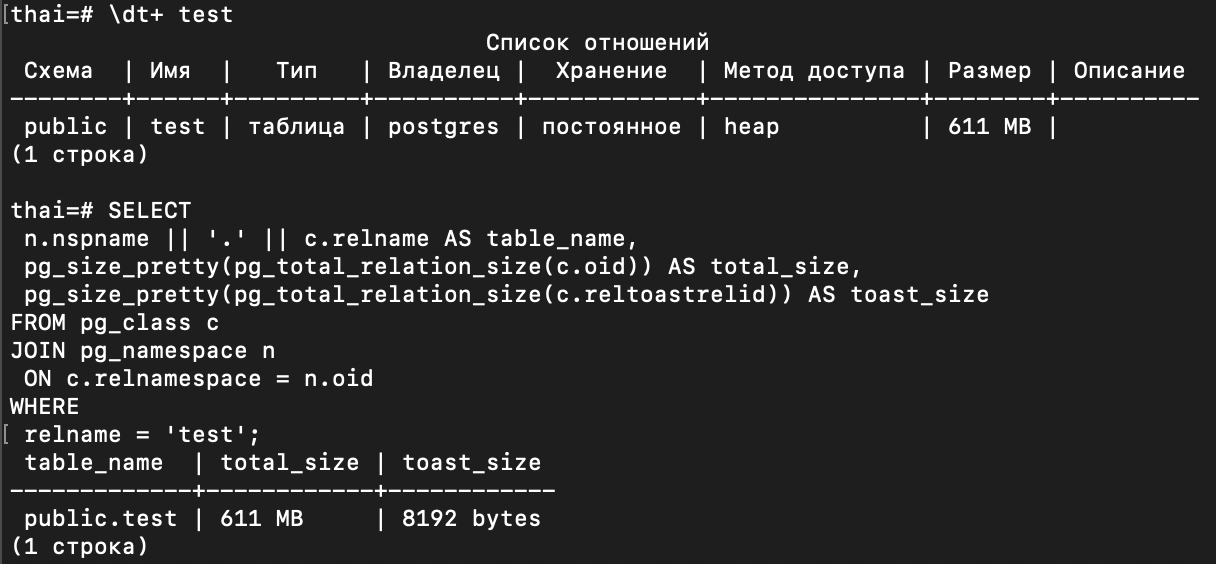 [thai=# \dt+ test
Список отношений
 Схема  | Имя  |   Тип   | Владелец |  Хранение  | Метод доступа | Размер | Описание
--------+------+---------+----------+------------+---------------+--------+----------
 public | test | таблица | postgres | постоянное | heap          | 611 MB |
(1 строка)
thai=# SELECT
 n.nspname || '.' || c.relname AS table_name,
 pg_size_pretty(pg_total_relation_size(c.oid)) AS total_size,
 pg_size_pretty(pg_total_relation_size(c.reltoastrelid)) AS toast_size
FROM pg_class c
JOIN pg_namespace n
 ON c.relnamespace = n.oid
WHERE
[ relname = 'test';
 table_name  | total_size | toast_size
-------------+------------+------------
 public.test | 611 MB     | 8192 bytes
(1 строка)